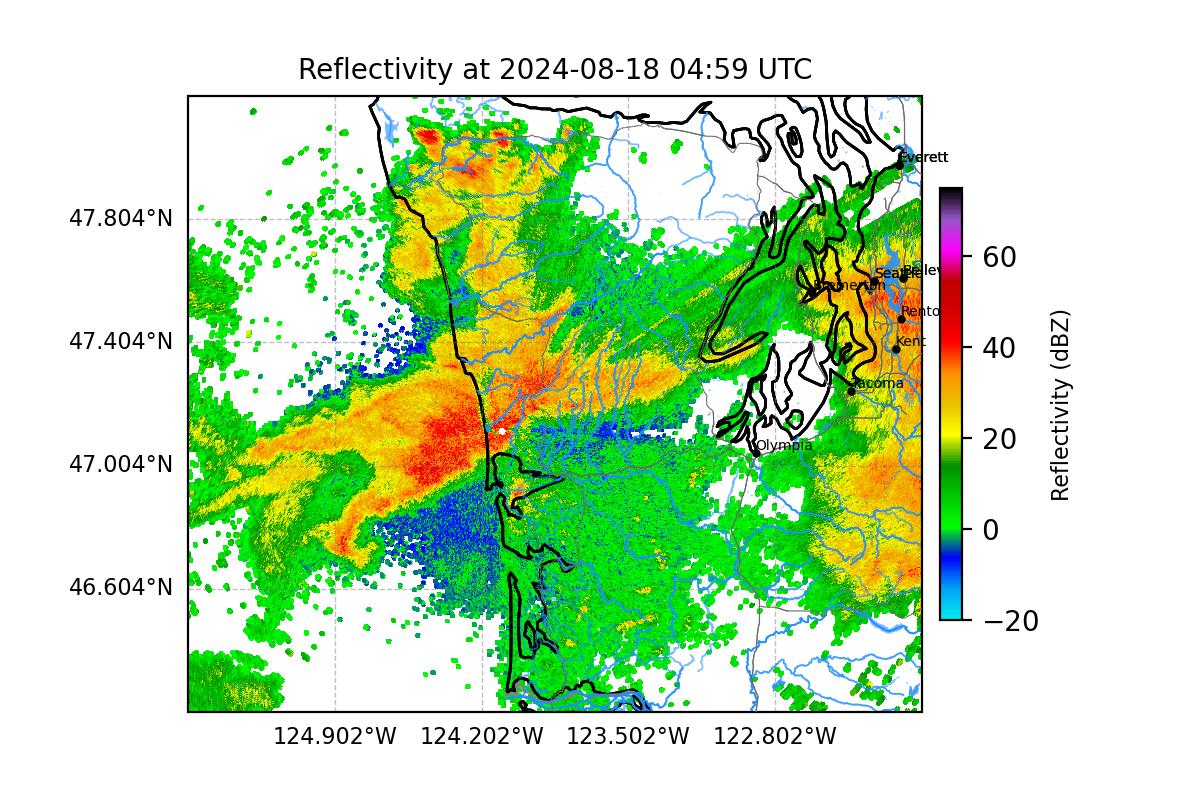 Reflectivity at 2024-08-18 04:59 UTC
Everett
47.804°N
60
Seattle
Bellev
Bremerton
Rento
47.404°N
40
Kent
Tacoma
Reflectivity (dBZ)
20
Olympia
47.004°N
0
46.604°N
−20
124.902°W 124.202°W 123.502°W 122.802°W